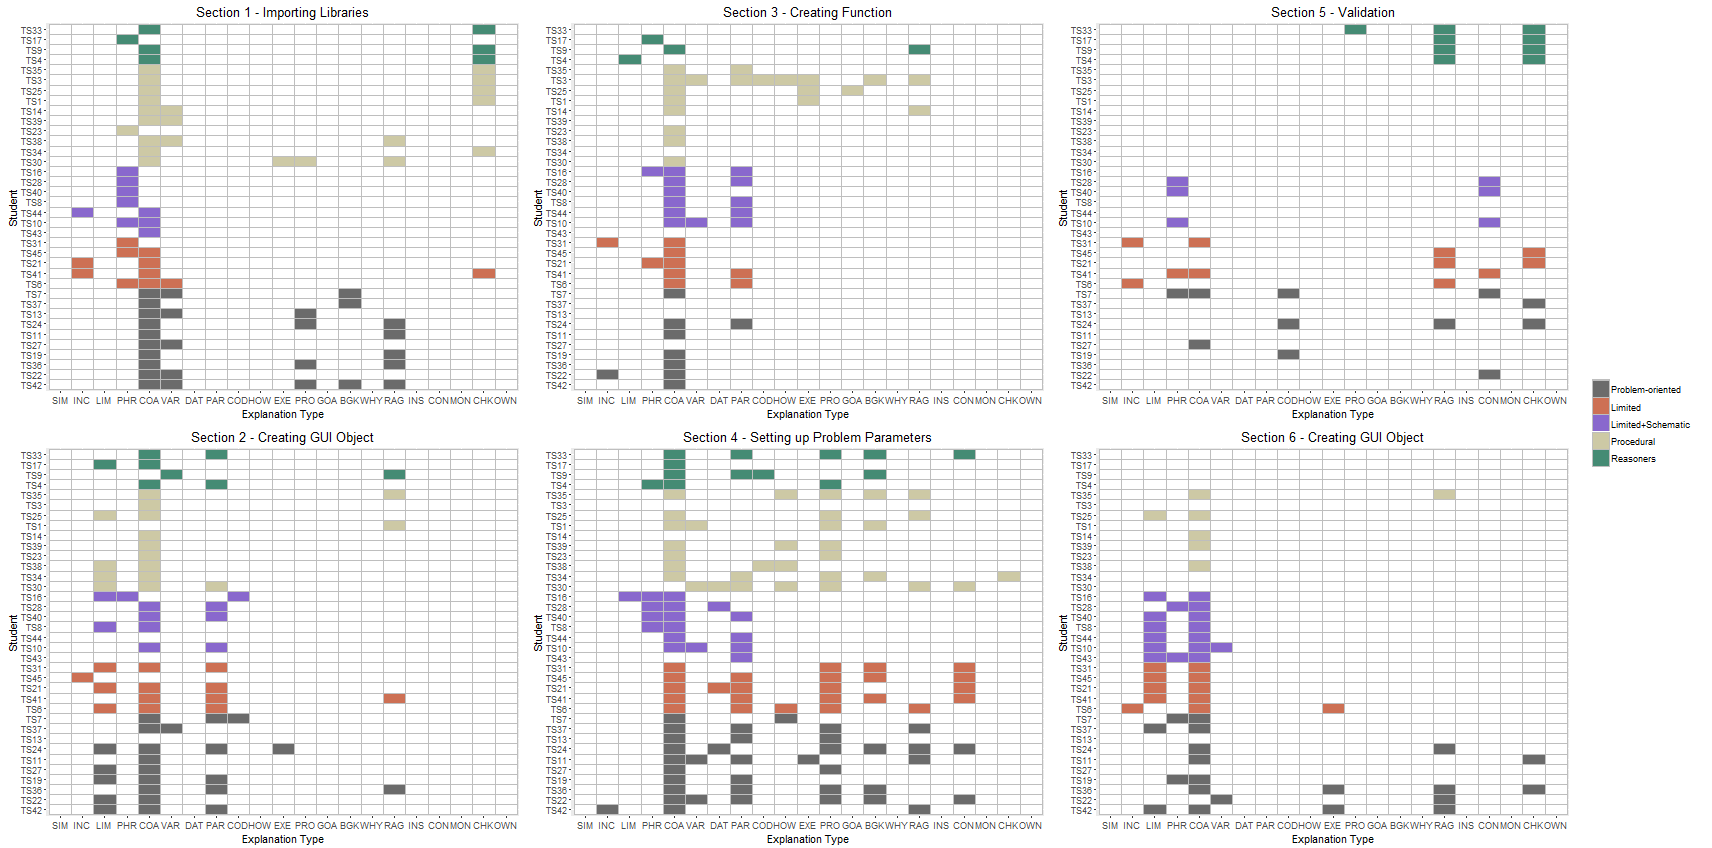 Section 1 - Importing Libraries Section 3 - Creating Function Section 5 - Validation
TS33 TS33 TS33
TS17 TS17 TS17
TS9 TS9 TS9
TS4 TS4 TS4
TS35 TS35 TS35
TS3 TS3 TS3
TS25 TS25 TS25
TS1 TS1 TS1
TS14 TS14 TS14
TS39 TS39 TS39
TS23 TS23 TS23
TS38 TS38 TS38
TS34 TS34 TS34
TS30 TS30 TS30
TS16 TS16 TS16
TS28 TS28 TS28
TS40 TS40 TS40
TS8 TS8 TS8
TS44 TS44 TS44
TS10 TS10 TS10
TS43 TS43 TS43
TS31 TS31 TS31
TS45 TS45 TS45
TS21 TS21 TS21
TS41 TS41 TS41
TS6 TS6 TS6
TS7 TS7 TS7
TS37 TS37 TS37
TS13 TS13 TS13
TS24 TS24 TS24
TS11 TS11 TS11
TS27 TS27 TS27
TS19 TS19 TS19
TS36 TS36 TS36
TS22 TS22 TS22
TS42 TS42 TS42
Student Student Student
SIM INC LIM PHR COA VAR DAT PAR COD HOW EXE PRO GOA BGK WHY RAG INS CON MON CHK OWN SIM INC LIM PHR COA VAR DAT PAR COD HOW EXE PRO GOA BGK WHY RAG INS CON MON CHK OWN SIM INC LIM PHR COA VAR DAT PAR COD HOW EXE PRO GOA BGK WHY RAG INS CON MON CHK OWN
Explanation Type Explanation Type Explanation Type
Problem-oriented
Limited
Limited+Schematic
Procedural
Reasoners
Section 2 - Creating GUI Object Section 4 - Setting up Problem Parameters Section 6 - Creating GUI Object
TS33 TS33 TS33
TS17 TS17 TS17
TS9 TS9 TS9
TS4 TS4 TS4
TS35 TS35 TS35
TS3 TS3 TS3
TS25 TS25 TS25
TS1 TS1 TS1
TS14 TS14 TS14
TS39 TS39 TS39
TS23 TS23 TS23
TS38 TS38 TS38
TS34 TS34 TS34
TS30 TS30 TS30
TS16 TS16 TS16
TS28 TS28 TS28
TS40 TS40 TS40
TS8 TS8 TS8
TS44 TS44 TS44
TS10 TS10 TS10
TS43 TS43 TS43
TS31 TS31 TS31
TS45 TS45 TS45
TS21 TS21 TS21
TS41 TS41 TS41
TS6 TS6 TS6
TS7 TS7 TS7
TS37 TS37 TS37
TS13 TS13 TS13
TS24 TS24 TS24
TS11 TS11 TS11
TS27 TS27 TS27
TS19 TS19 TS19
TS36 TS36 TS36
TS22 TS22 TS22
TS42 TS42 TS42
Student Student Student
SIM INC LIM PHR COA VAR DAT PAR COD HOW EXE PRO GOA BGK WHY RAG INS CON MON CHK OWN SIM INC LIM PHR COA VAR DAT PAR COD HOW EXE PRO GOA BGK WHY RAG INS CON MON CHK OWN SIM INC LIM PHR COA VAR DAT PAR COD HOW EXE PRO GOA BGK WHY RAG INS CON MON CHK OWN
Explanation Type Explanation Type Explanation Type